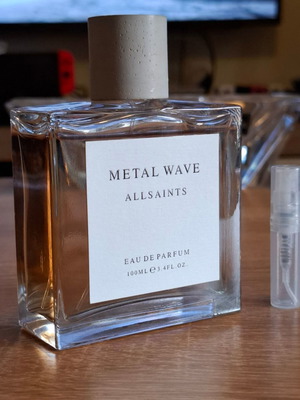 METAL WAVE
ALLSAINTS
EAU DE PARFUM
100ML ℮ 3.4FL.OZ.